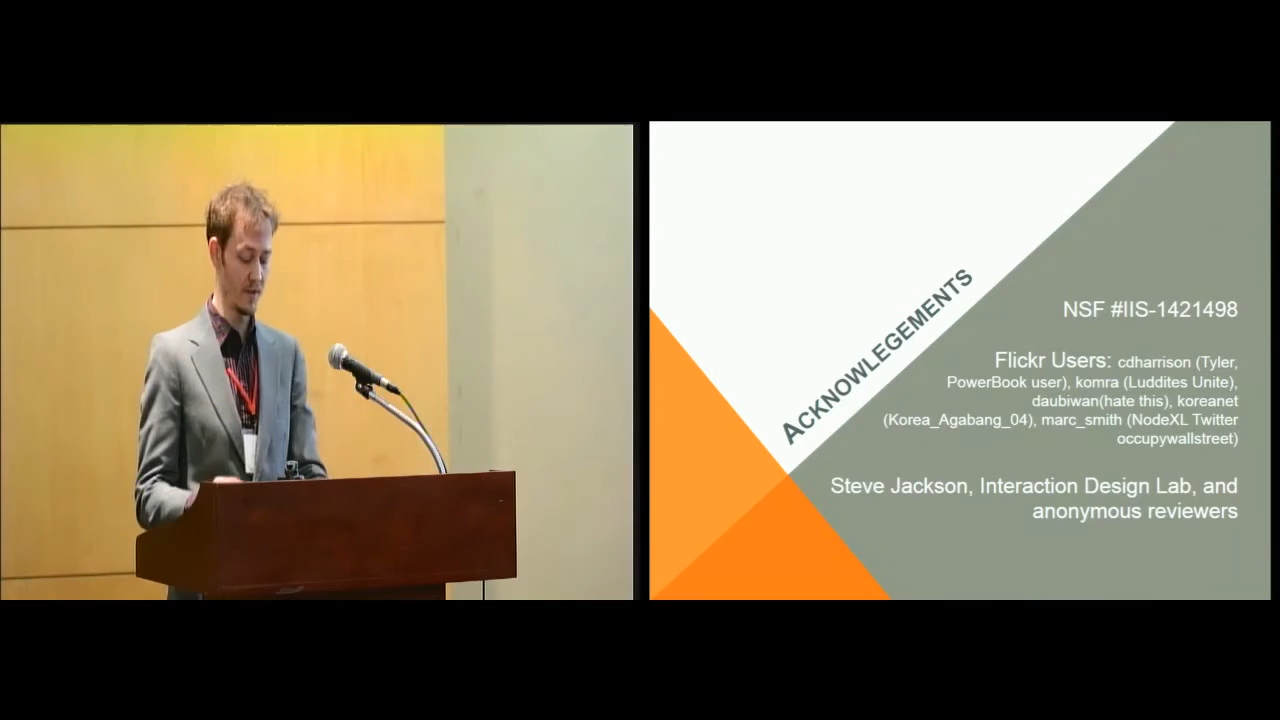 ACKNOWLEGEMENTS
NSF #IIS-1421498
Flickr Users: cdharrison (Tyler,
PowerBook user), komra (Luddites Unite),
daubiwan(hate this), koreanet
(Korea_Agabang_04), marc_smith (NodeXL Twitter
occupywallstreet)
Steve Jackson, Interaction Design Lab, and
anonymous reviewers